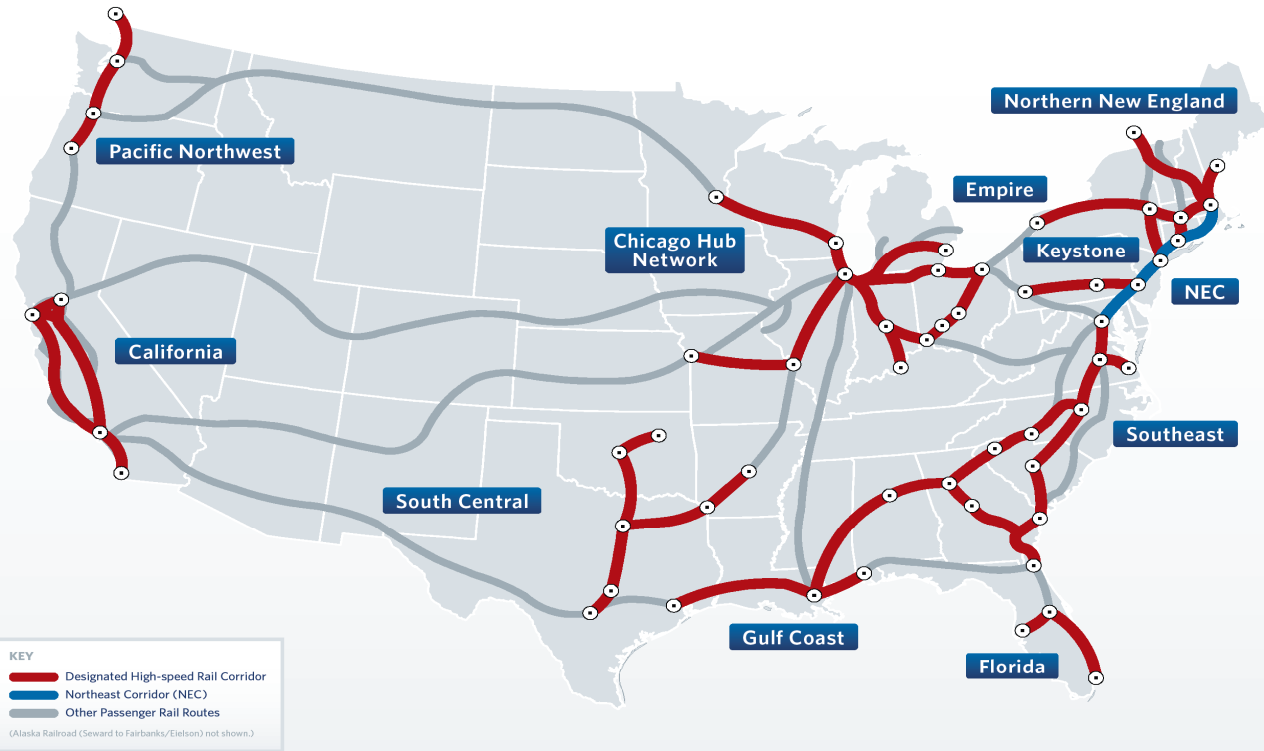 Northern New England
Pacific Northwest
Empire
Chicago Hub
Network
Keystone
NEC
California
Southeast
South Central
Gulf Coast
Florida
KEY
Designated High-speed Rail Corridor
Northeast Corridor (NEC)
Other Passenger Rail Routes
(Alaska Railroad (Seward to Fairbanks/Eielson) not shown.)